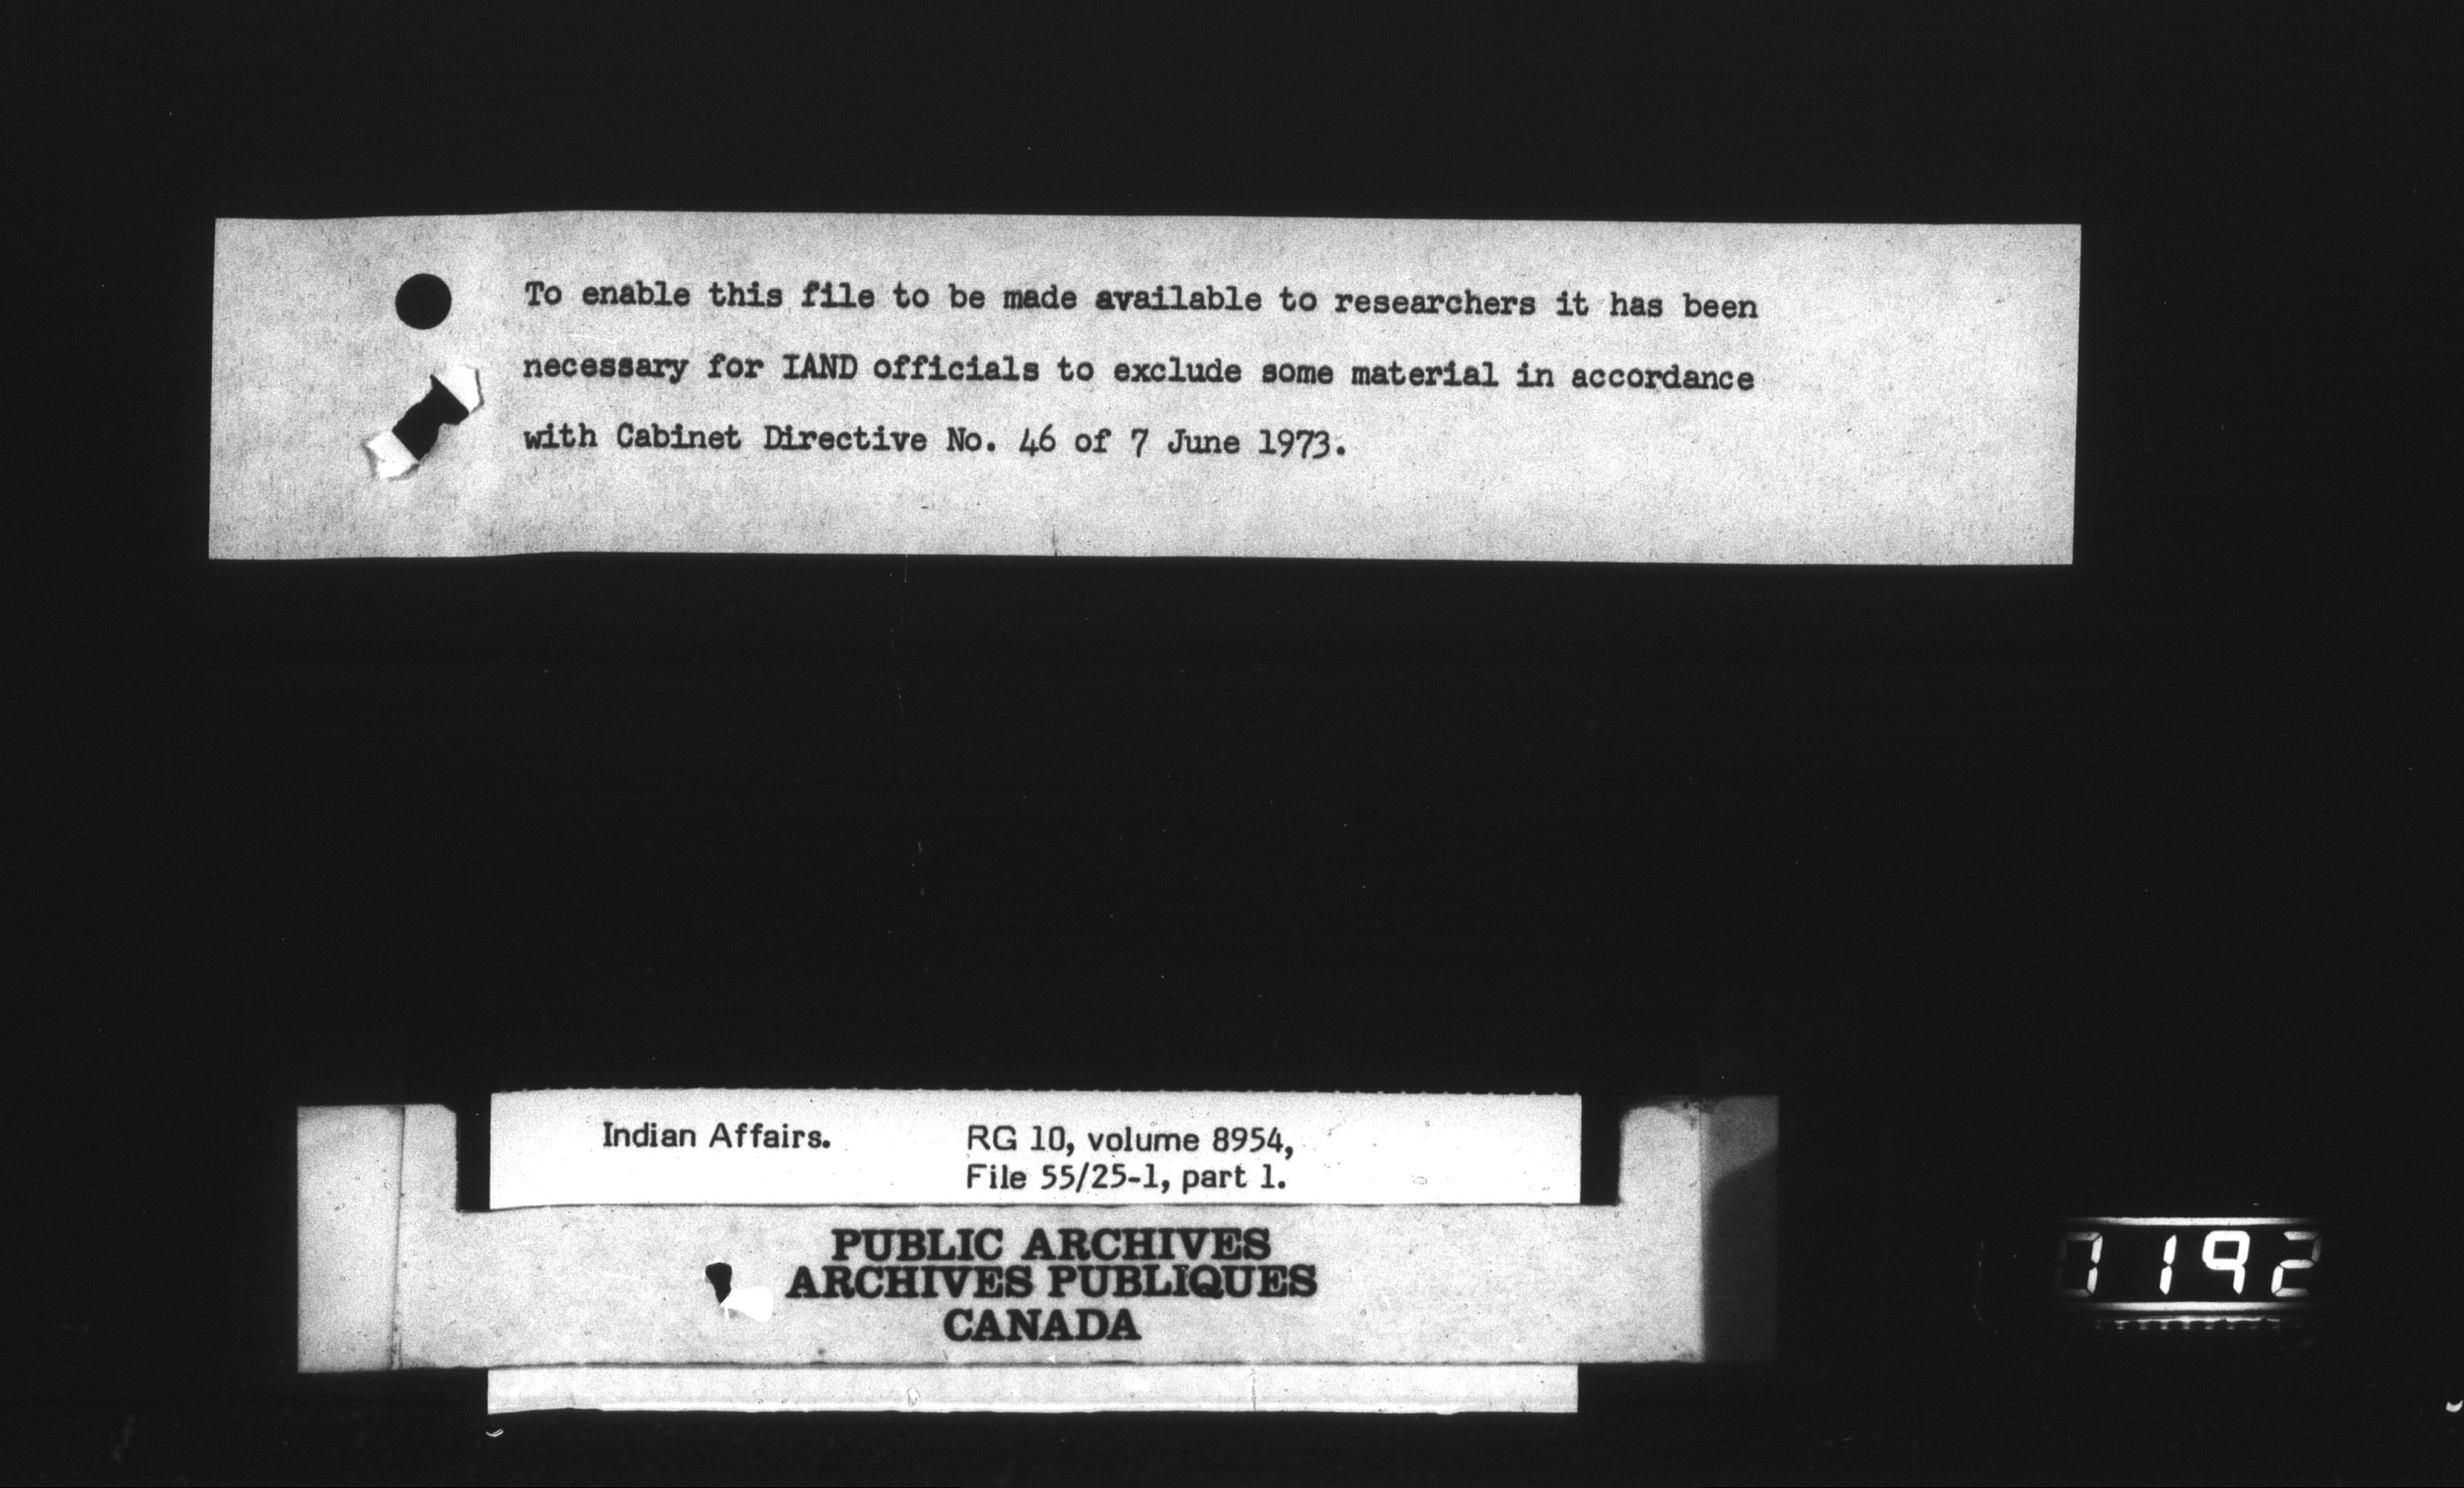 To enable this file to be made available to researchers it has been
necessary for IAND officials to exclude some material in accordance
with Cabinet Directive No. 46 of 7 June 1973.
Indian Affairs. RG 10, volume 8954,
File 55/25-1, part 1.
PUBLIC ARCHIVES
ARCHIVES PUBLIQUES
CANADA
7192